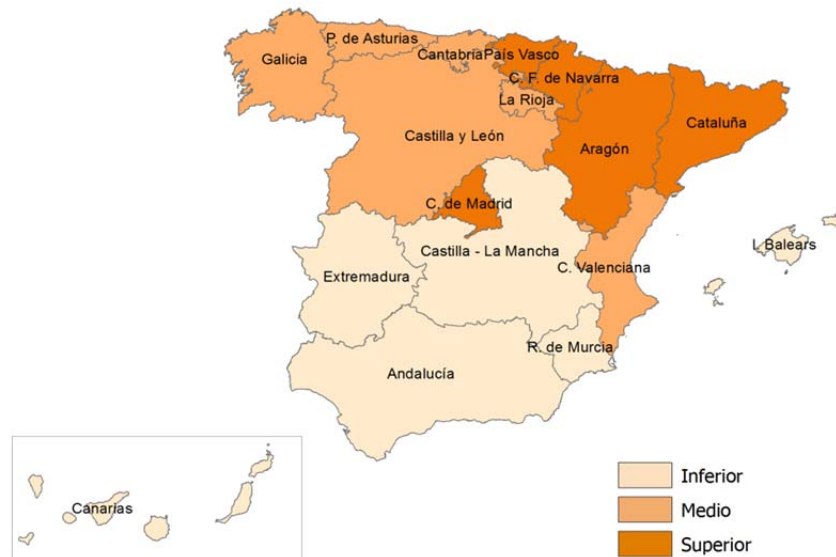 P. de Asturias
Galicia
Cantabria
País Vasco
C. F. de Navarra
La Rioja
Cataluña
Castilla y León
Aragón
C. de Madrid
I. Balears
Castilla - La Mancha
C. Valenciana
Extremadura
R. de Murcia
Andalucía
Canarias
Inferior
Medio
Superior